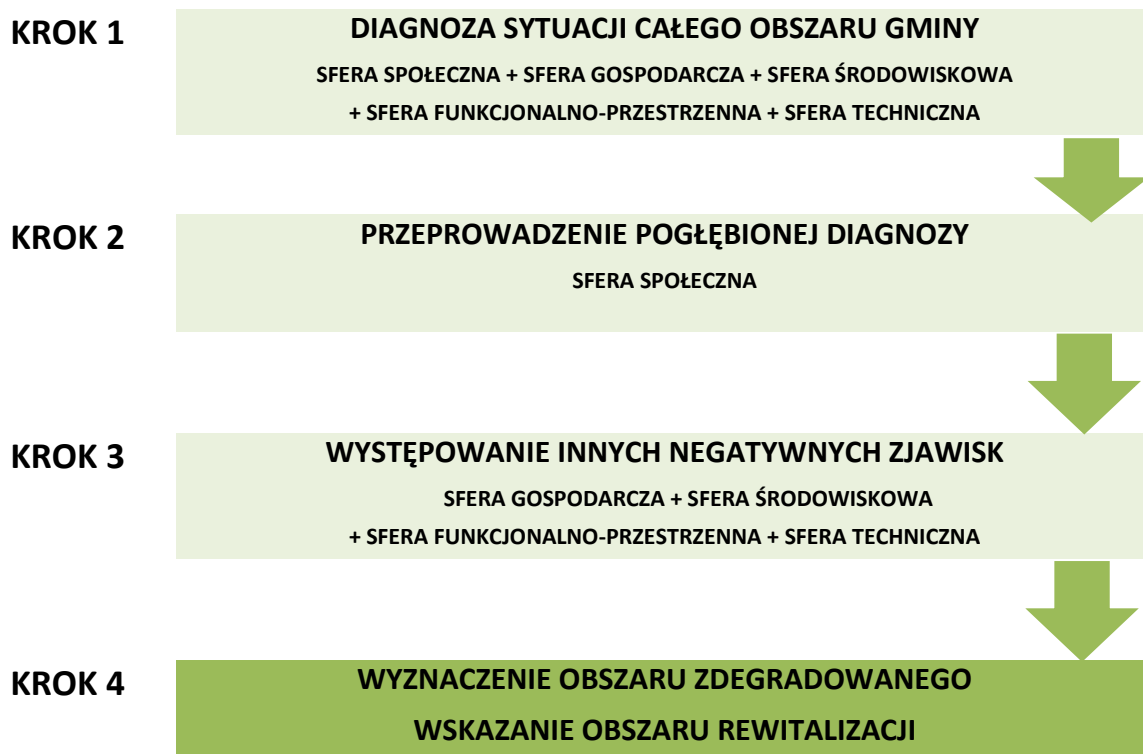 KROK 1
DIAGNOZA SYTUACJI CAŁEGO OBSZARU GMINY
SFERA SPOŁECZNA + SFERA GOSPODARCZA + SFERA ŚRODOWISKOWA
+ SFERA FUNKCJONALNO-PRZESTRZENNA + SFERA TECHNICZNA
KROK 2
PRZEPROWADZENIE POGŁĘBIONEJ DIAGNOZY
SFERA SPOŁECZNA
KROK 3
WYSTĘPOWANIE INNYCH NEGATYWNYCH ZJAWISK
SFERA GOSPODARCZA + SFERA ŚRODOWISKOWA
+ SFERA FUNKCJONALNO-PRZESTRZENNA + SFERA TECHNICZNA
KROK 4
WYZNACZENIE OBSZARU ZDEGRADOWANEGO
WSKAZANIE OBSZARU REWITALIZACJI